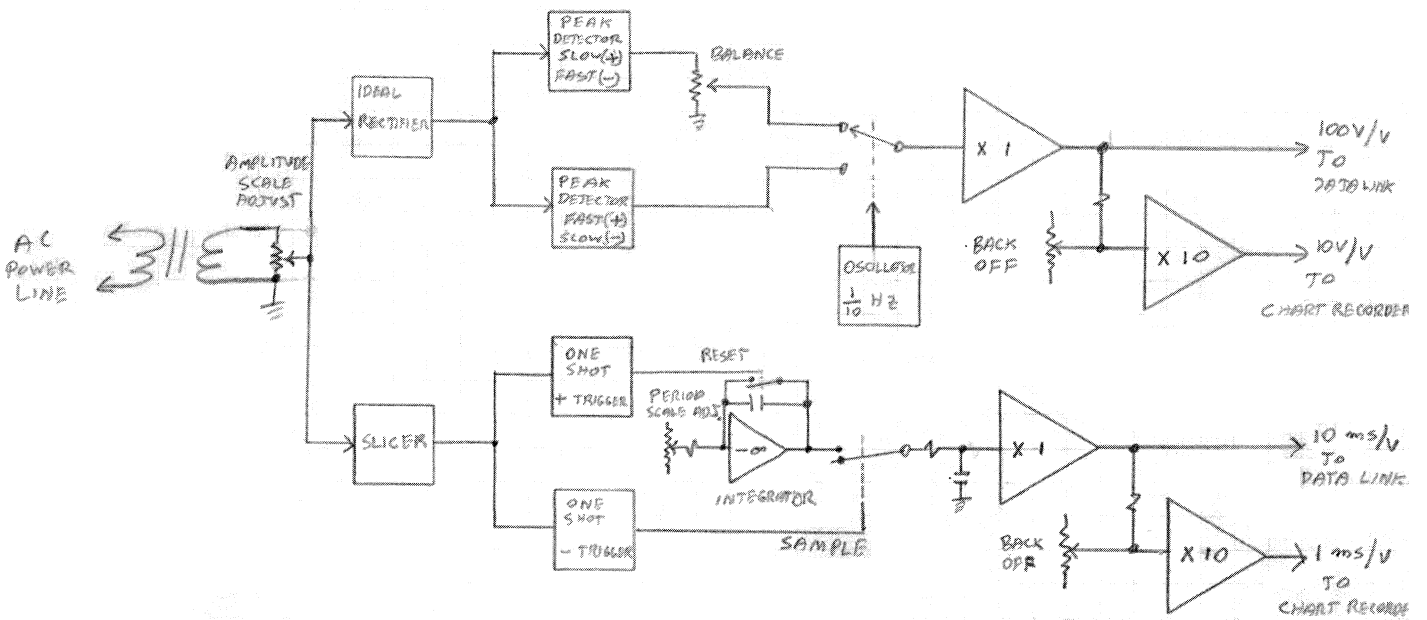 AC
POWER
LINE
AMPLITUDE
SCALE
ADJUST
IDEAL
RECTIFIER
PEAK
DETECTOR
SLOW(+)
FAST(-)
BALANCE
PEAK
DETECTOR
FAST(+)
SLOW(-)
OSCILLATOR
1/10 HZ
X 1
100V/V
TO
DATALINK
BACK
OFF
X 10
10V/V
TO
CHART RECORDER
SLICER
ONE
SHOT
+ TRIGGER
RESET
PERIOD
SCALE ADJ.
-∞
INTEGRATOR
ONE
SHOT
- TRIGGER
SAMPLE
X 1
10 ms/V
TO
DATA LINK
BACK
OFF
X 10
1 ms/V
TO
CHART RECORDE